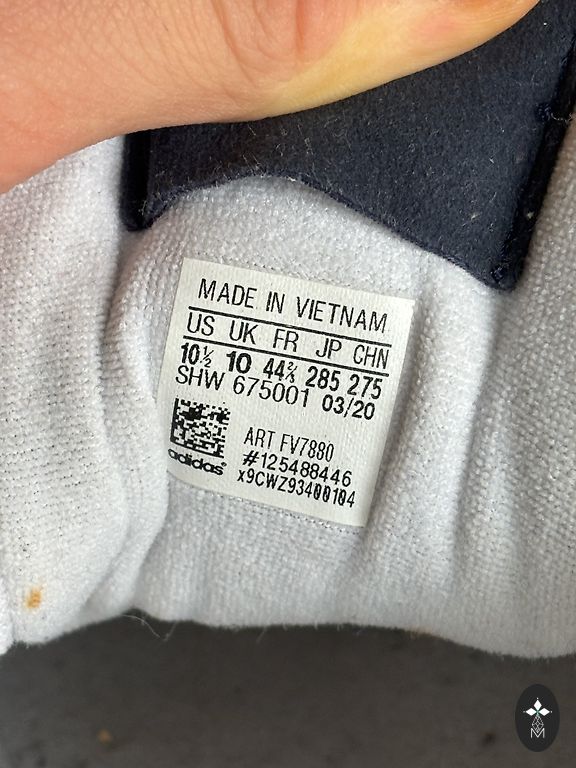 MADE IN VIETNAM
US UK FR JP CHN
10½ 10 44⅔ 285 275
SHW 675001 03/20
ART FV7880
#125488446
adidas®
x9CWZ93400104
M